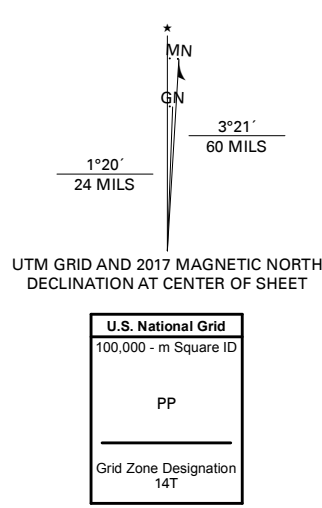 ★
MN
GN
3°21´
60 MILS
1°20´
24 MILS
UTM GRID AND 2017 MAGNETIC NORTH
DECLINATION AT CENTER OF SHEET
U.S. National Grid
100,000 - m Square ID
PP
Grid Zone Designation
14T